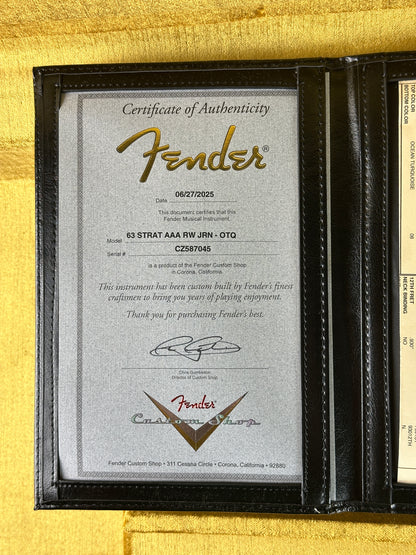 Certificate of Authenticity
Fender®
06/27/2025
Date
This document certifies that this
Fender Musical Instrument
Model 63 STRAT AAA RW JRN - OTQ
Serial # CZ587045
is a product of the Fender Custom Shop
in Corona, California.
This instrument has been custom built by Fender's finest
craftsmen to bring you years of playing enjoyment.
Thank you for purchasing Fender's best.
Director of Custom Shop
Fender
Custom Shop
Fender Custom Shop • 311 Cessna Circle • Corona, California • 92880
TOP COLOR
BOTTOM COLOR
OCEAN TURQUOISE
12TH FRET
NECK BINDING
NO